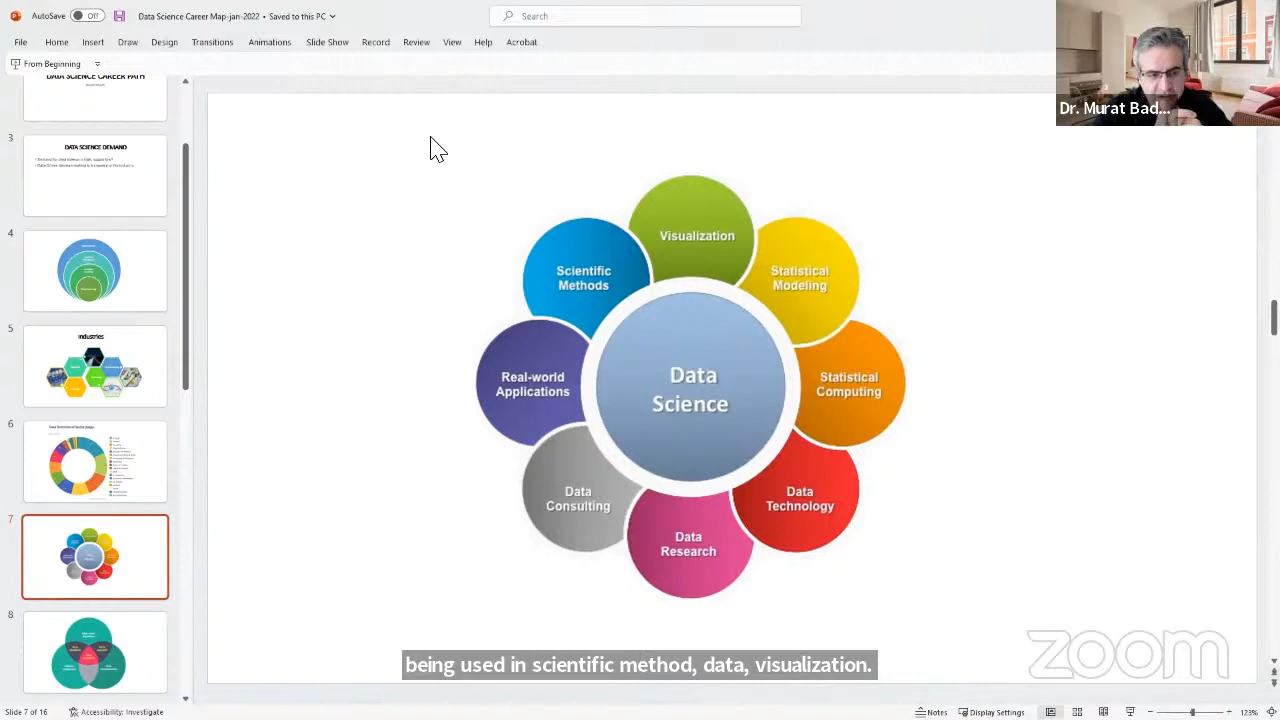 AutoSave Off Data Science Career Map-jan-2022 • Saved to this PC
Search
File Home Insert Draw Design Transitions Animations Slide Show Record Review View Help Acrobat
From Beginning
Dr. Murat Bad...
DATA SCIENCE CAREER PATH
3
DATA SCIENCE DEMAND
4
5
Industries
6
7
8
Visualization
Scientific
Methods
Statistical
Modeling
Real-world
Applications
Data
Science
Statistical
Computing
Data
Consulting
Data
Technology
Data
Research
zoom
being used in scientific method, data, visualization.
Slide 7 of 16 Accessibility: Investigate Notes Display Settings 123%